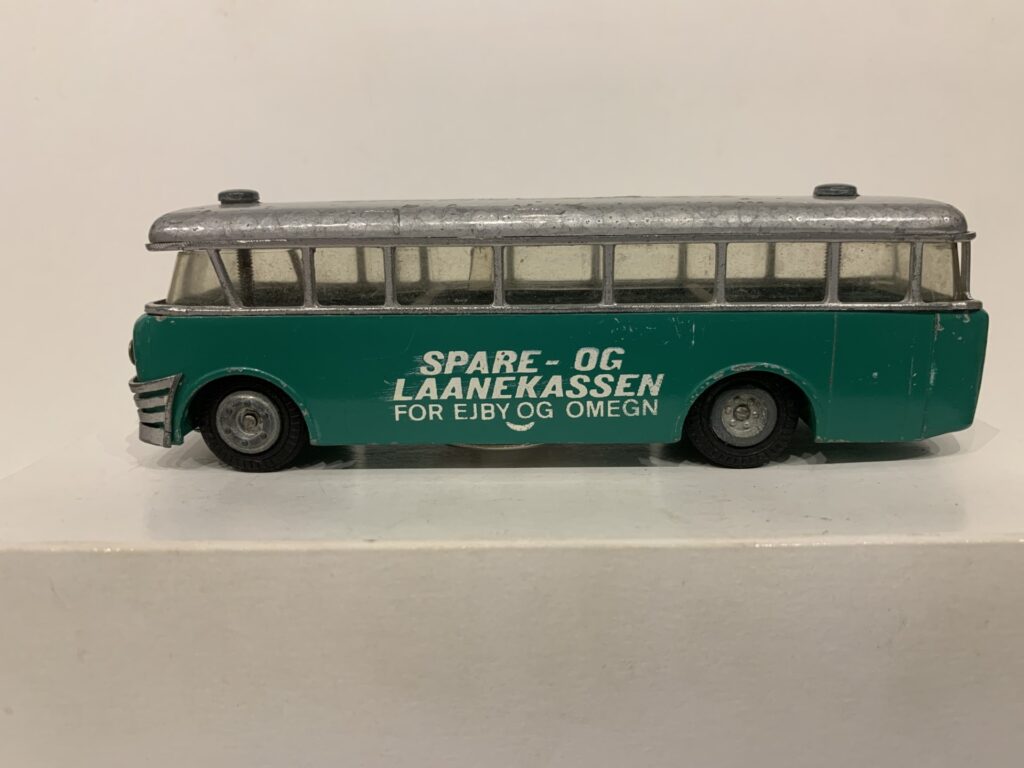 SPARE - OG
LAANEKASSEN
FOR EJBY OG OMEGN